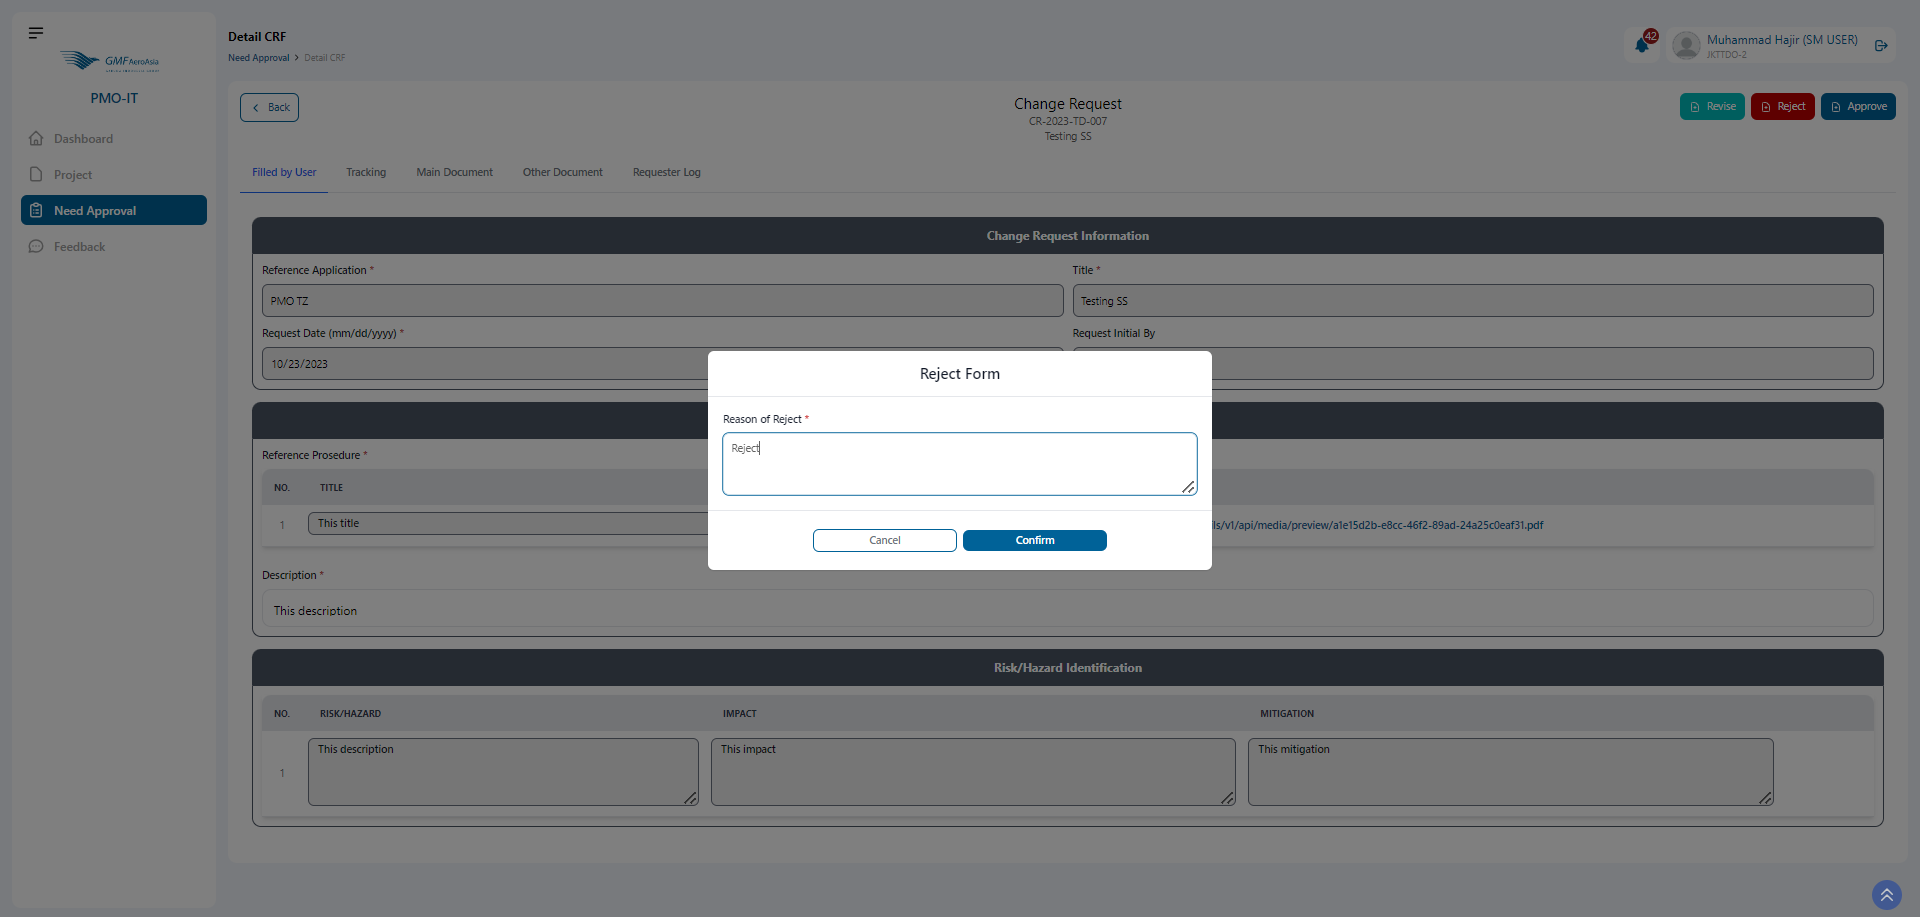 Detail CRF
Need Approval > Detail CRF
42
Muhammad Hajir (SM USER)
JKTTDO-2
GMF AeroAsia
PMO-IT
Dashboard
Project
Need Approval
Feedback
Back
Change Request
CR-2023-TD-007
Testing SS
Revise
Reject
Approve
Filled by User
Tracking
Main Document
Other Document
Requester Log
Change Request Information
Reference Application *
Title *
PMO TZ
Testing SS
Request Date (mm/dd/yyyy) *
Request Initial By
10/23/2023
Reject Form
Reason of Reject *
Reject
Cancel
Confirm
Reference Prosedure *
NO.
TITLE
1
This title
ls/v1/api/media/preview/a1e15d2b-e8cc-46f2-89ad-24a25c0eaf31.pdf
Description *
This description
Risk/Hazard Identification
NO.
RISK/HAZARD
IMPACT
MITIGATION
1
This description
This impact
This mitigation